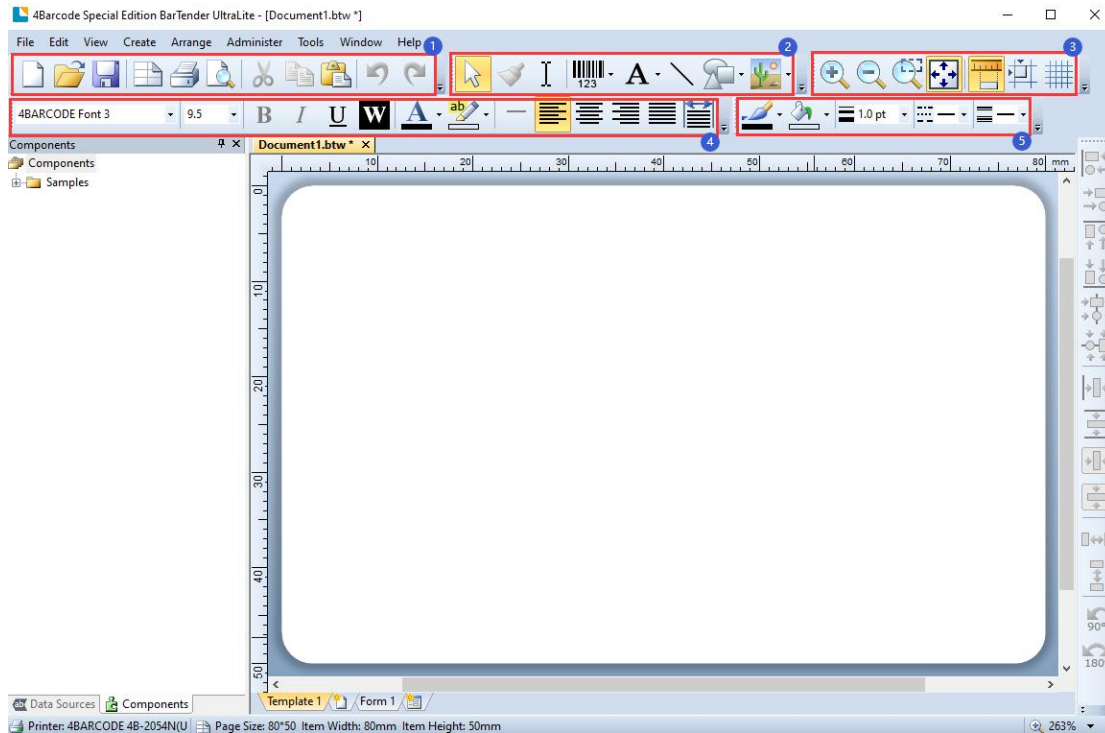 4Barcode Special Edition BarTender UltraLite - [Document1.btw *]
File Edit View Create Arrange Administer Tools Window Help
1 2 3
123 A
4BARCODE Font 3 9.5 B I U W A ab 1.0 pt
4 5
Components
Document1.btw *
Components
Samples
10 20 30 40 50 60 70 80 mm
0
10
20
30
40
50
90°
180°
Data Sources Components
Template 1 Form 1
Printer: 4BARCODE 4B-2054N(U Page Size: 80*50 Item Width: 80mm Item Height: 50mm 263%